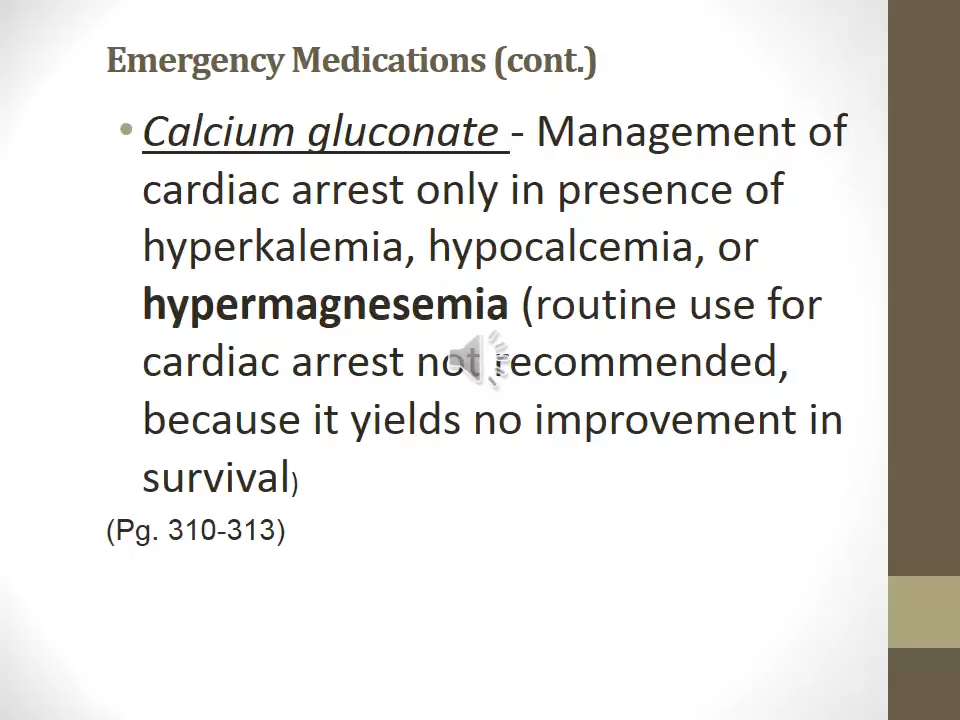 Emergency Medications (cont.)
• Calcium gluconate - Management of
cardiac arrest only in presence of
hyperkalemia, hypocalcemia, or
hypermagnesemia (routine use for
cardiac arrest not recommended,
because it yields no improvement in
survival)
(Pg. 310-313)